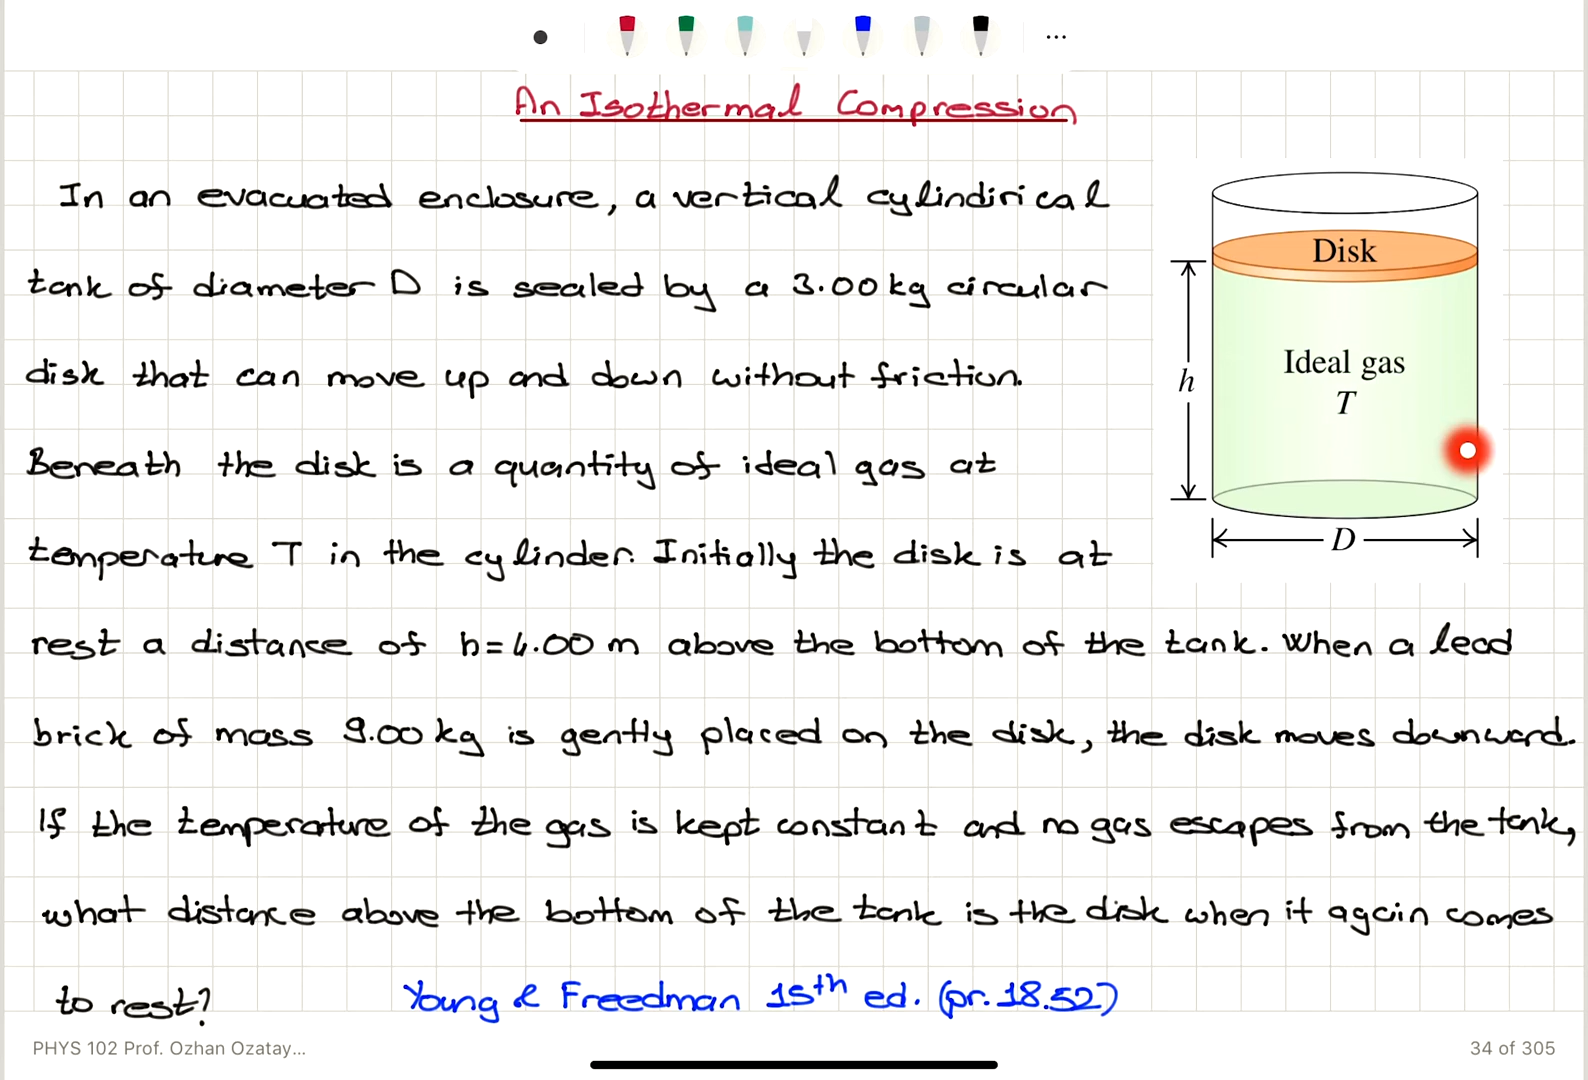 ...
An Isothermal Compression
In an evacuated enclosure, a vertical cylindirical
tank of diameter D is sealed by a 3.00 kg circular
disk that can move up and down without friction.
Beneath the disk is a quantity of ideal gas at
temperature T in the cylinder. Initially the disk is at
rest a distance of h=4.00 m above the bottom of the tank. When a lead
brick of mass 9.00 kg is gently placed on the disk, the disk moves downward.
If the temperature of the gas is kept constant and no gas escapes from the tank,
what distance above the bottom of the tank is the disk when it again comes
to rest?
Young & Freedman 15th ed. (pr. 18.52)
Disk
Ideal gas
T
h
D
PHYS 102 Prof. Ozhan Ozatay...
34 of 305